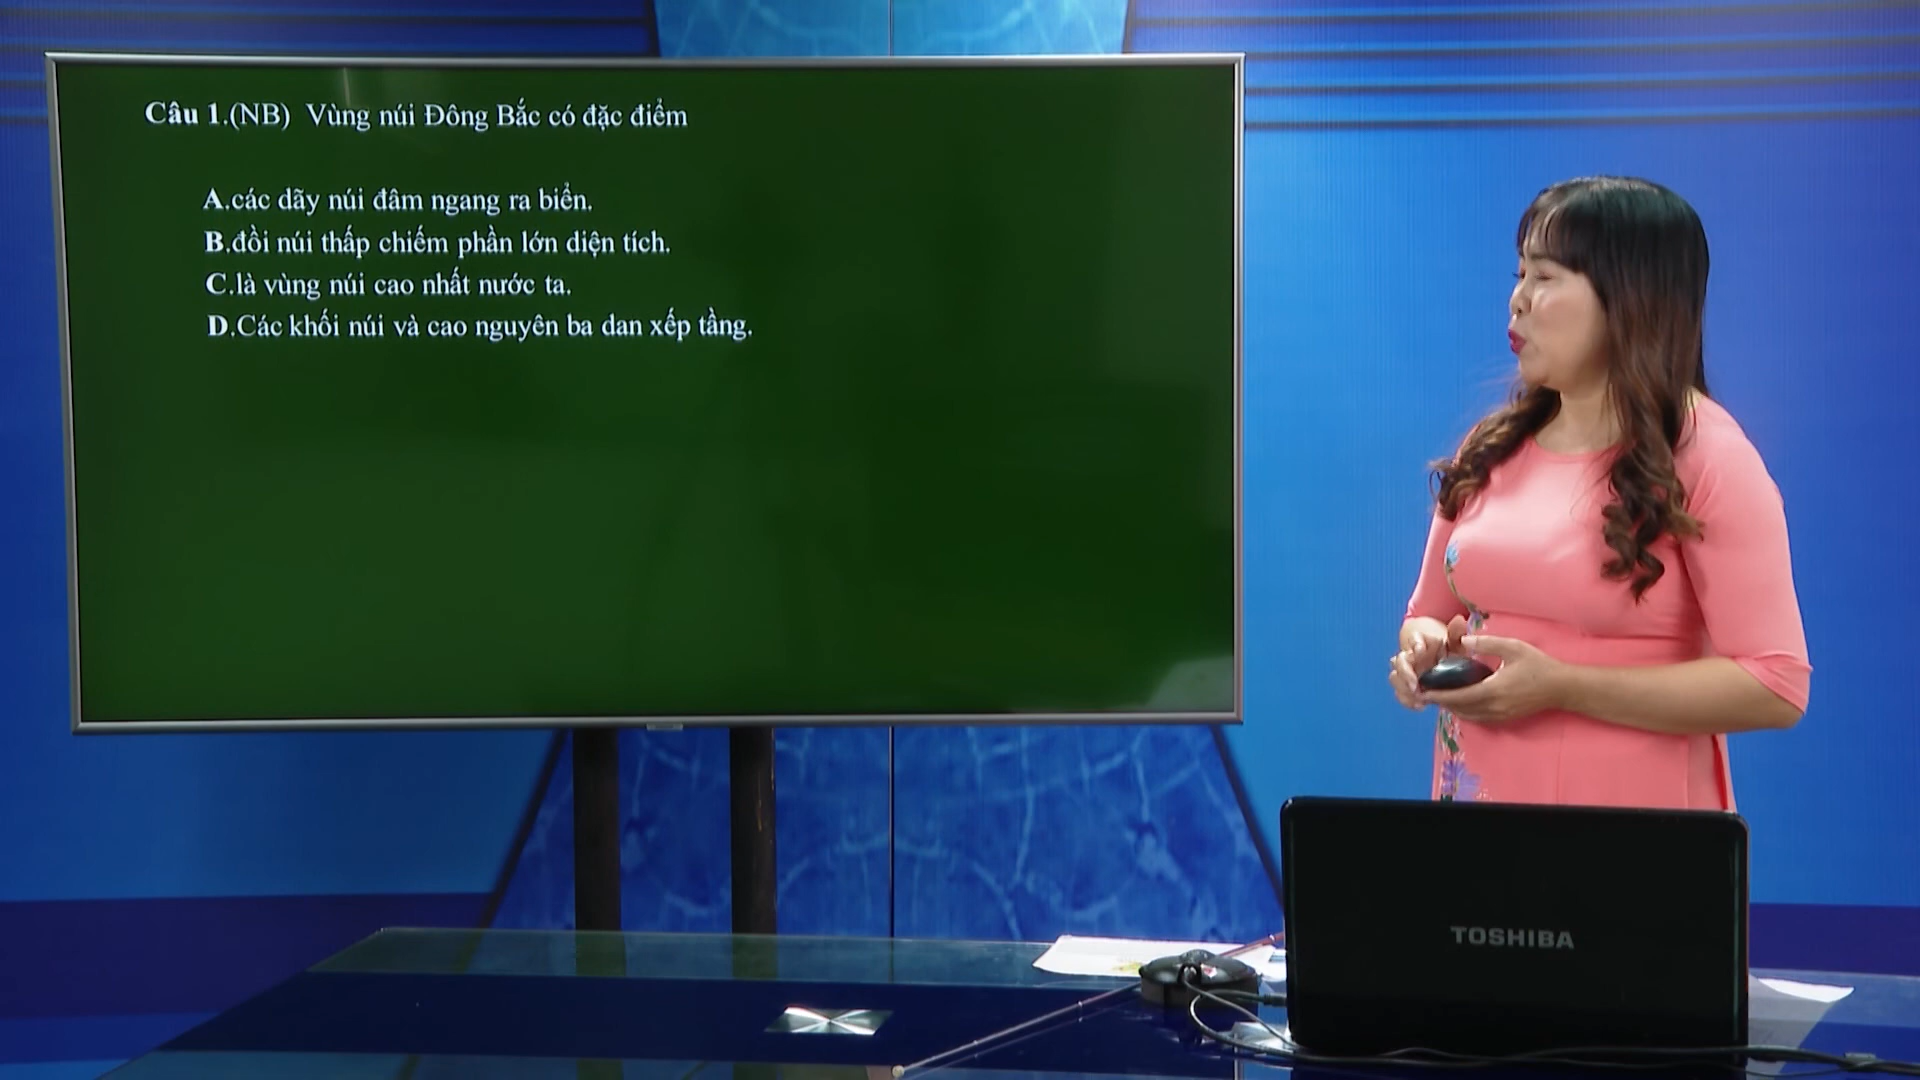 Câu 1.(NB) Vùng núi Đông Bắc có đặc điểm
A.các dãy núi đâm ngang ra biển.
B.đồi núi thấp chiếm phần lớn diện tích.
C.là vùng núi cao nhất nước ta.
D.Các khối núi và cao nguyên ba dan xếp tầng.
TOSHIBA